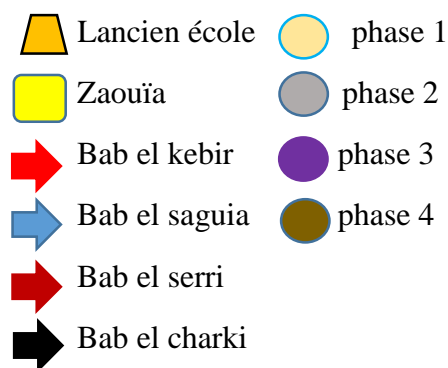 Lancien école
phase 1
Zaouïa
phase 2
Bab el kebir
phase 3
Bab el saguia
phase 4
Bab el serri
Bab el charki